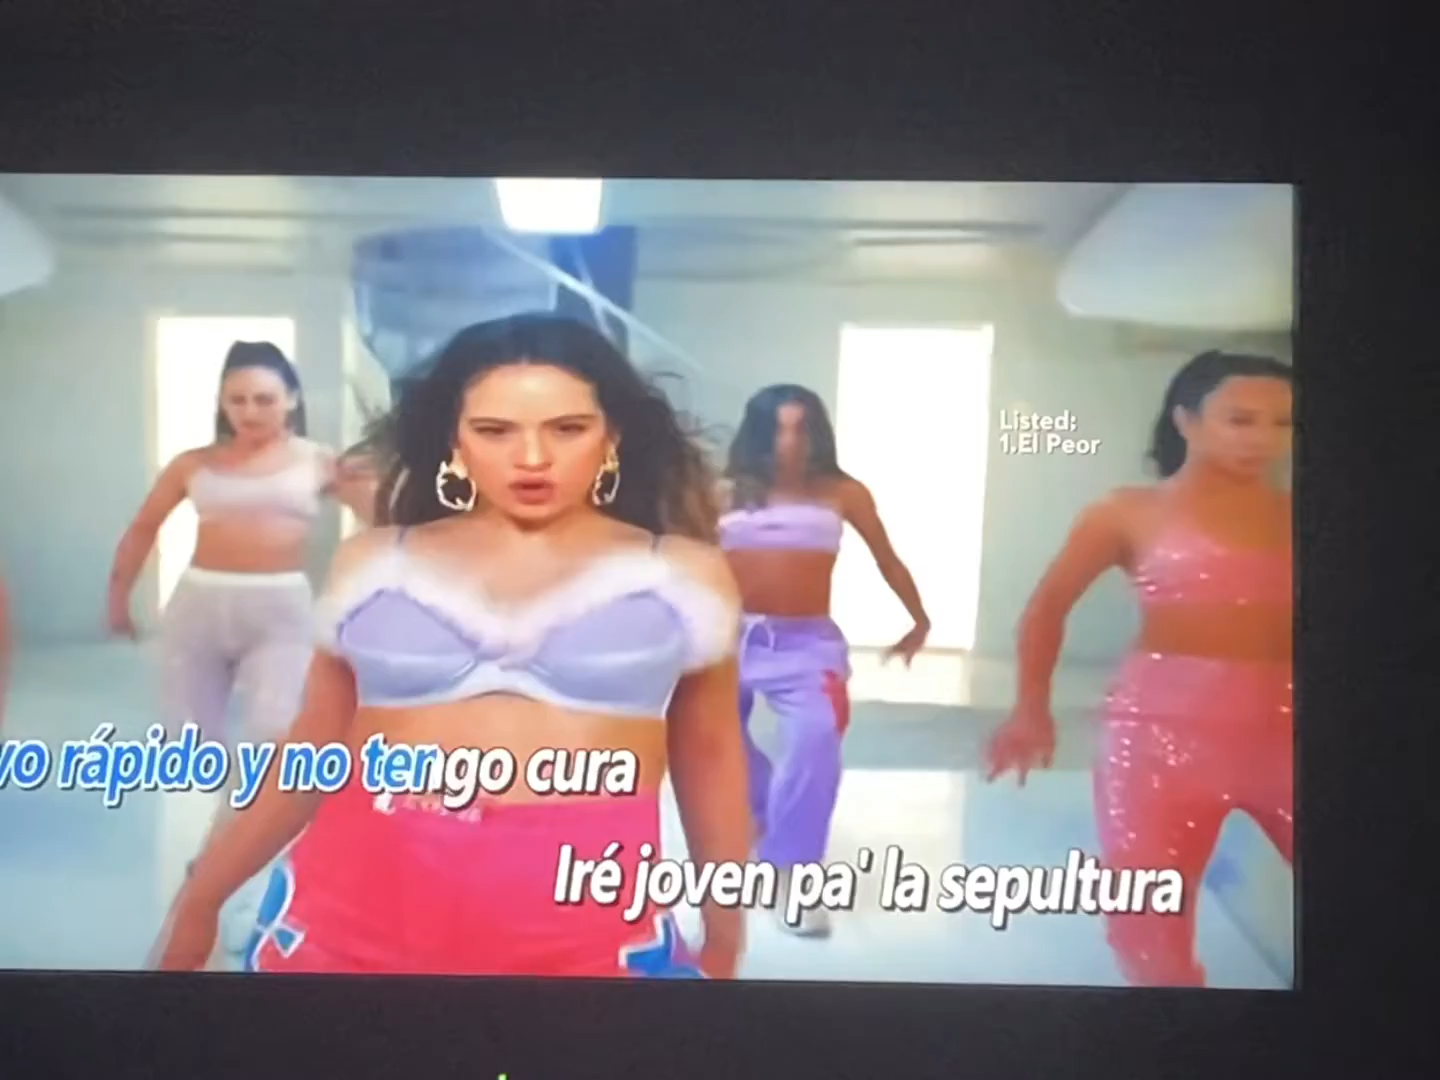 Listed:
1.El Peor
vo rápido y no tengo cura
Iré joven pa' la sepultura